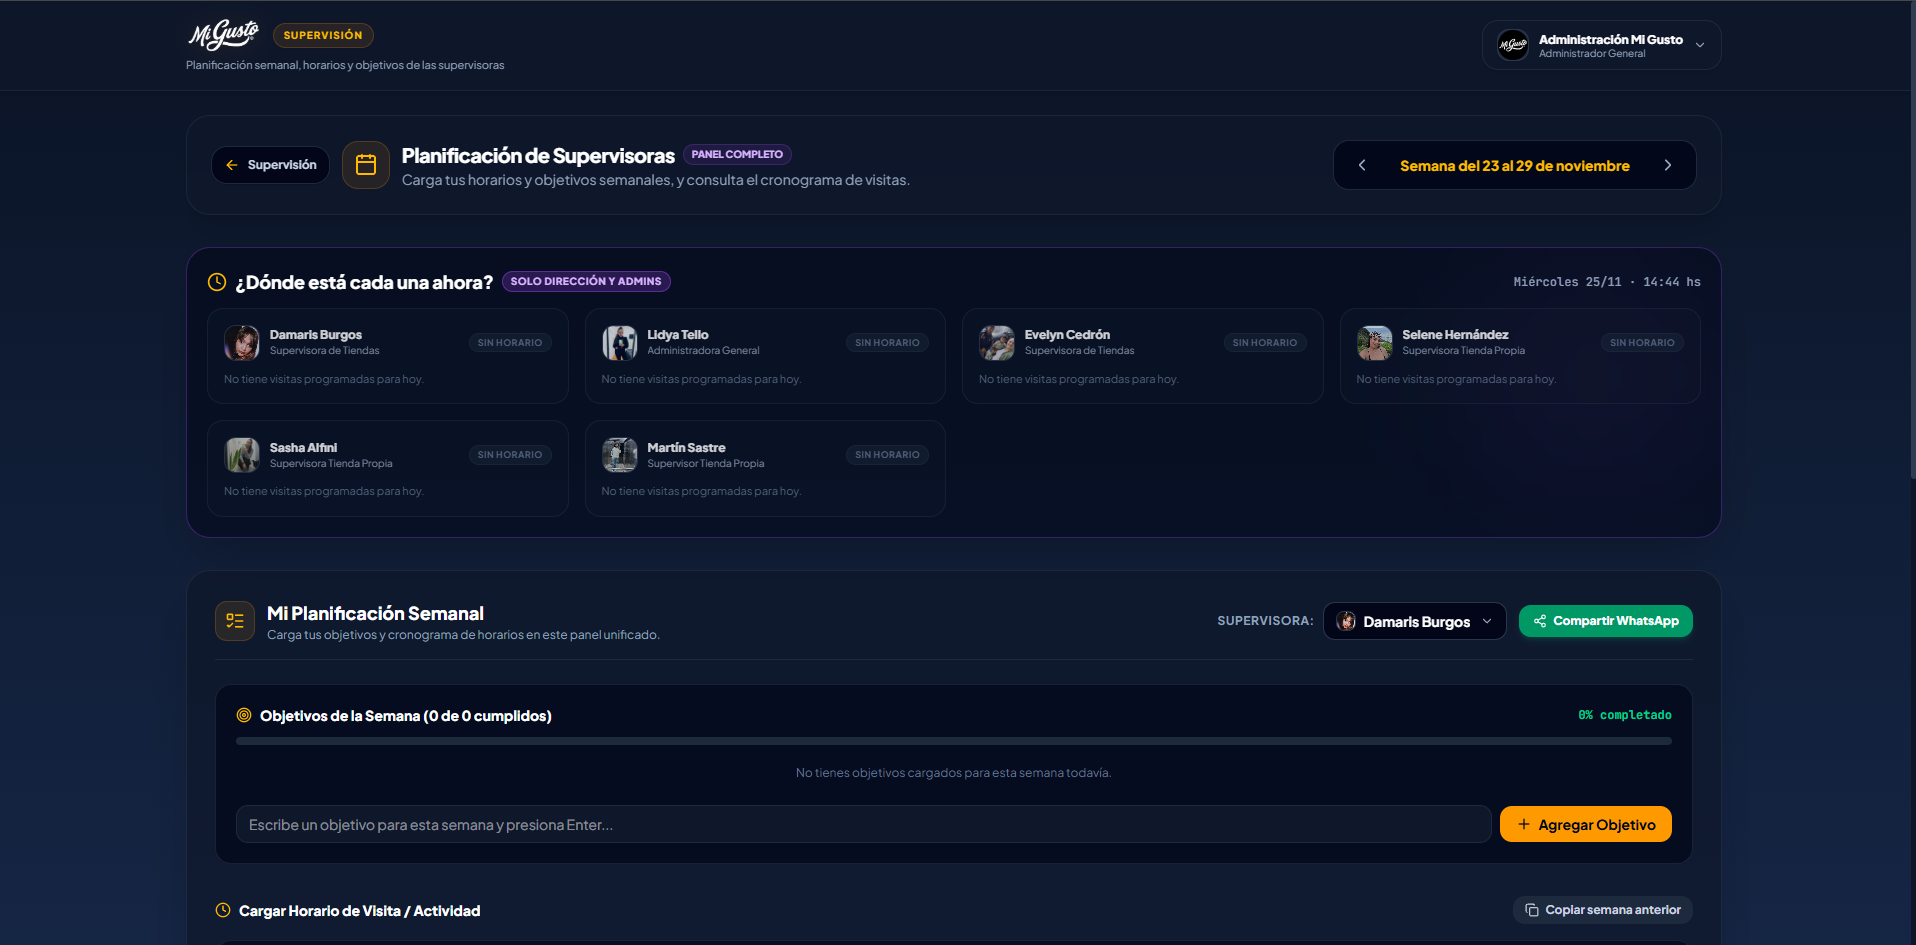 Mi Gusto
SUPERVISIÓN
Planificación semanal, horarios y objetivos de las supervisoras
Mi Gusto
Administración Mi Gusto
Administrador General
Supervisión
Planificación de Supervisoras
PANEL COMPLETO
Carga tus horarios y objetivos semanales, y consulta el cronograma de visitas.
Semana del 23 al 29 de noviembre
¿Dónde está cada una ahora?
SOLO DIRECCIÓN Y ADMINS
Miércoles 25/11 · 14:44 hs
Damaris Burgos
Supervisora de Tiendas
SIN HORARIO
No tiene visitas programadas para hoy.
Lidya Tello
Administradora General
SIN HORARIO
No tiene visitas programadas para hoy.
Evelyn Cedrón
Supervisora de Tiendas
SIN HORARIO
No tiene visitas programadas para hoy.
Selene Hernández
Supervisora Tienda Propia
SIN HORARIO
No tiene visitas programadas para hoy.
Sasha Alfini
Supervisora Tienda Propia
SIN HORARIO
No tiene visitas programadas para hoy.
Martín Sastre
Supervisor Tienda Propia
SIN HORARIO
No tiene visitas programadas para hoy.
Mi Planificación Semanal
Carga tus objetivos y cronograma de horarios en este panel unificado.
SUPERVISORA:
Damaris Burgos
Compartir WhatsApp
Objetivos de la Semana (0 de 0 cumplidos)
0% completado
No tienes objetivos cargados para esta semana todavía.
Escribe un objetivo para esta semana y presiona Enter...
Agregar Objetivo
Cargar Horario de Visita / Actividad
Copiar semana anterior